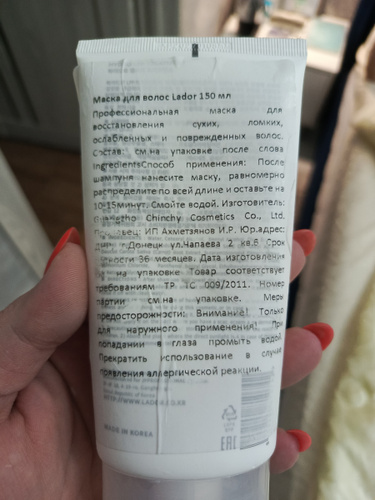 Маска для волос Lador 150 мл
Профессиональная маска для
восстановления сухих, ломких,
ослабленных и поврежденных волос.
Состав: см.на упаковке после слова
IngredientsСпособ применения: После
шампуня нанесите маску, равномерно
распределите по всей длине и оставьте на
10-15минут. Смойте водой. Изготовитель:
Chinchy Cosmetics Co., Ltd.
ИП Ахметзянов И.Р. Юр.адрес:
г Донецк ул.Чапаева 2 кв.6 Срок
36 месяцев. Дата изготовления
на упаковке Товар соответствует
требованиям ТР ТС 009/2011. Номер
партии см.на упаковке. Меры
предосторожности: Внимание! Только
для наружного применения! При
попадании в глаза промыть водой.
Прекратить использование в случае
появления аллергической реакции.
MADE IN KOREA
EAC